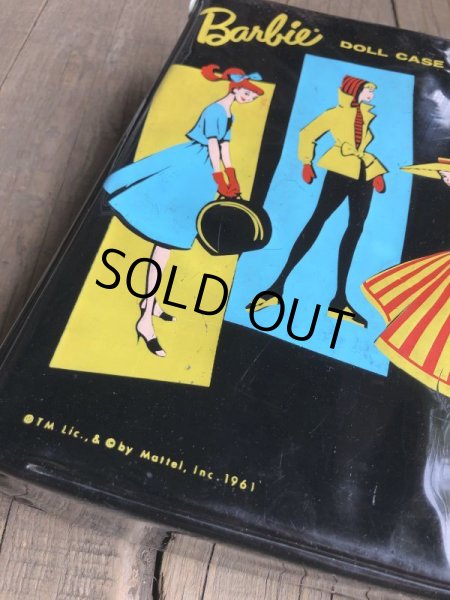 Barbie® DOLL CASE
SOLD OUT
©TM Lic., & © by Mattel, Inc. 1961